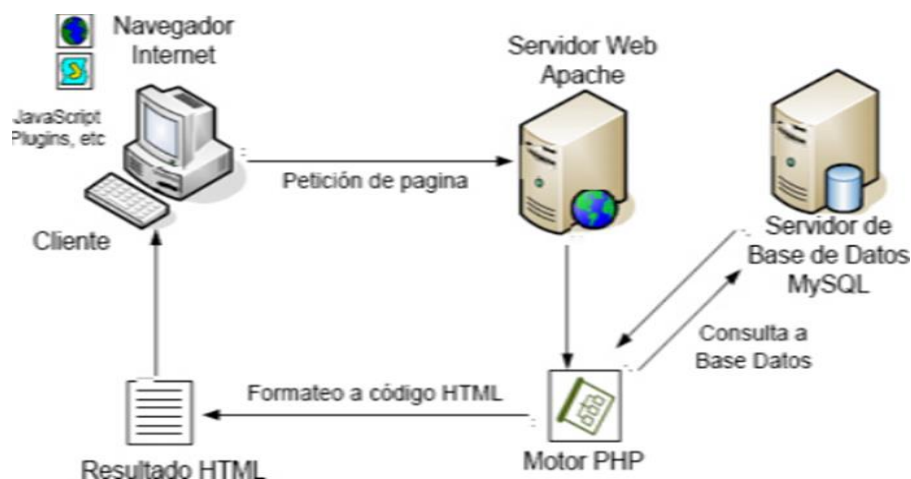 Navegador
Internet
JavaScript
Plugins, etc
Cliente
Petición de pagina
Servidor Web
Apache
Servidor de
Base de Datos
MySQL
Consulta a
Base Datos
Formateo a código HTML
Resultado HTML
Motor PHP